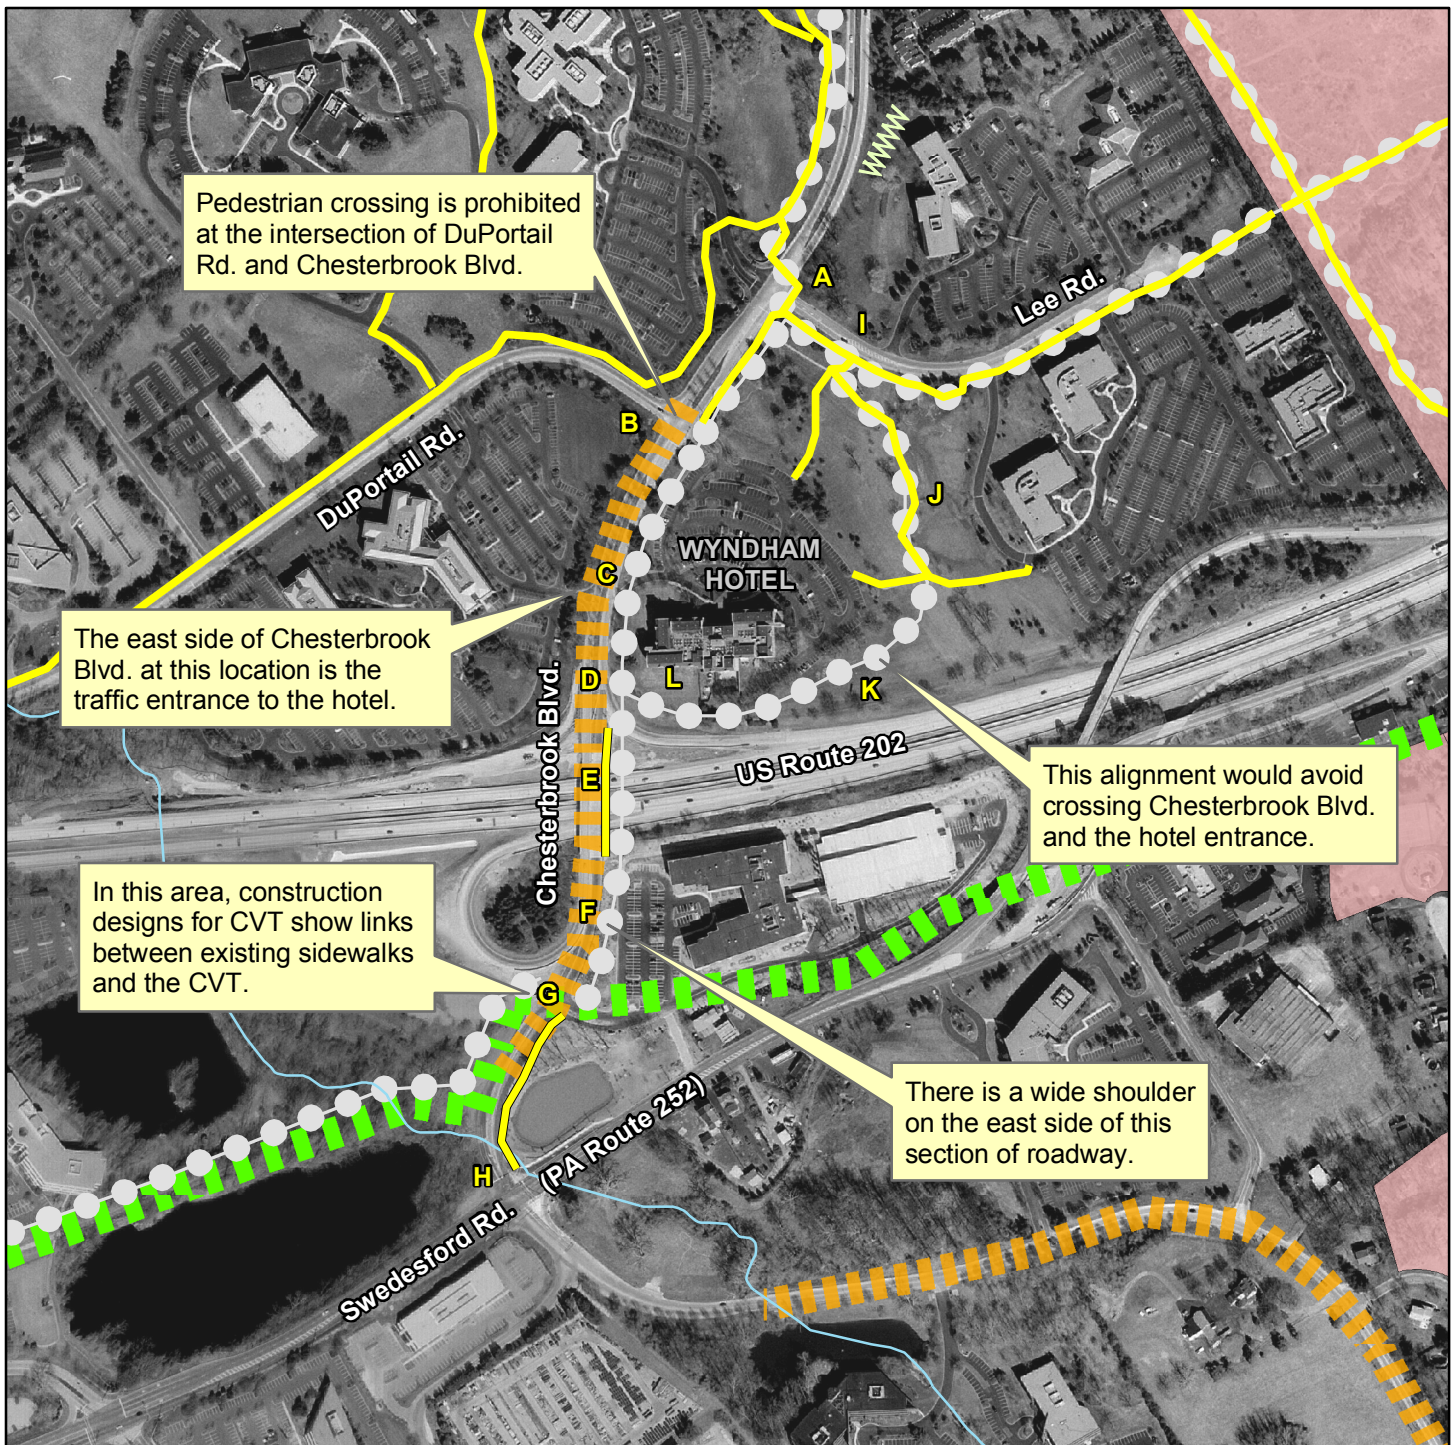 Pedestrian crossing is prohibited
at the intersection of DuPortail
Rd. and Chesterbrook Blvd.
A
I
Lee Rd.
B
DuPortail Rd.
J
WYNDHAM
HOTEL
C
The east side of Chesterbrook
Blvd. at this location is the
traffic entrance to the hotel.
D
L
K
Chesterbrook Blvd.
US Route 202
E
This alignment would avoid
crossing Chesterbrook Blvd.
and the hotel entrance.
In this area, construction
designs for CVT show links
between existing sidewalks
and the CVT.
F
G
There is a wide shoulder
on the east side of this
section of roadway.
H
(PA Route 252)
Swedesford Rd.